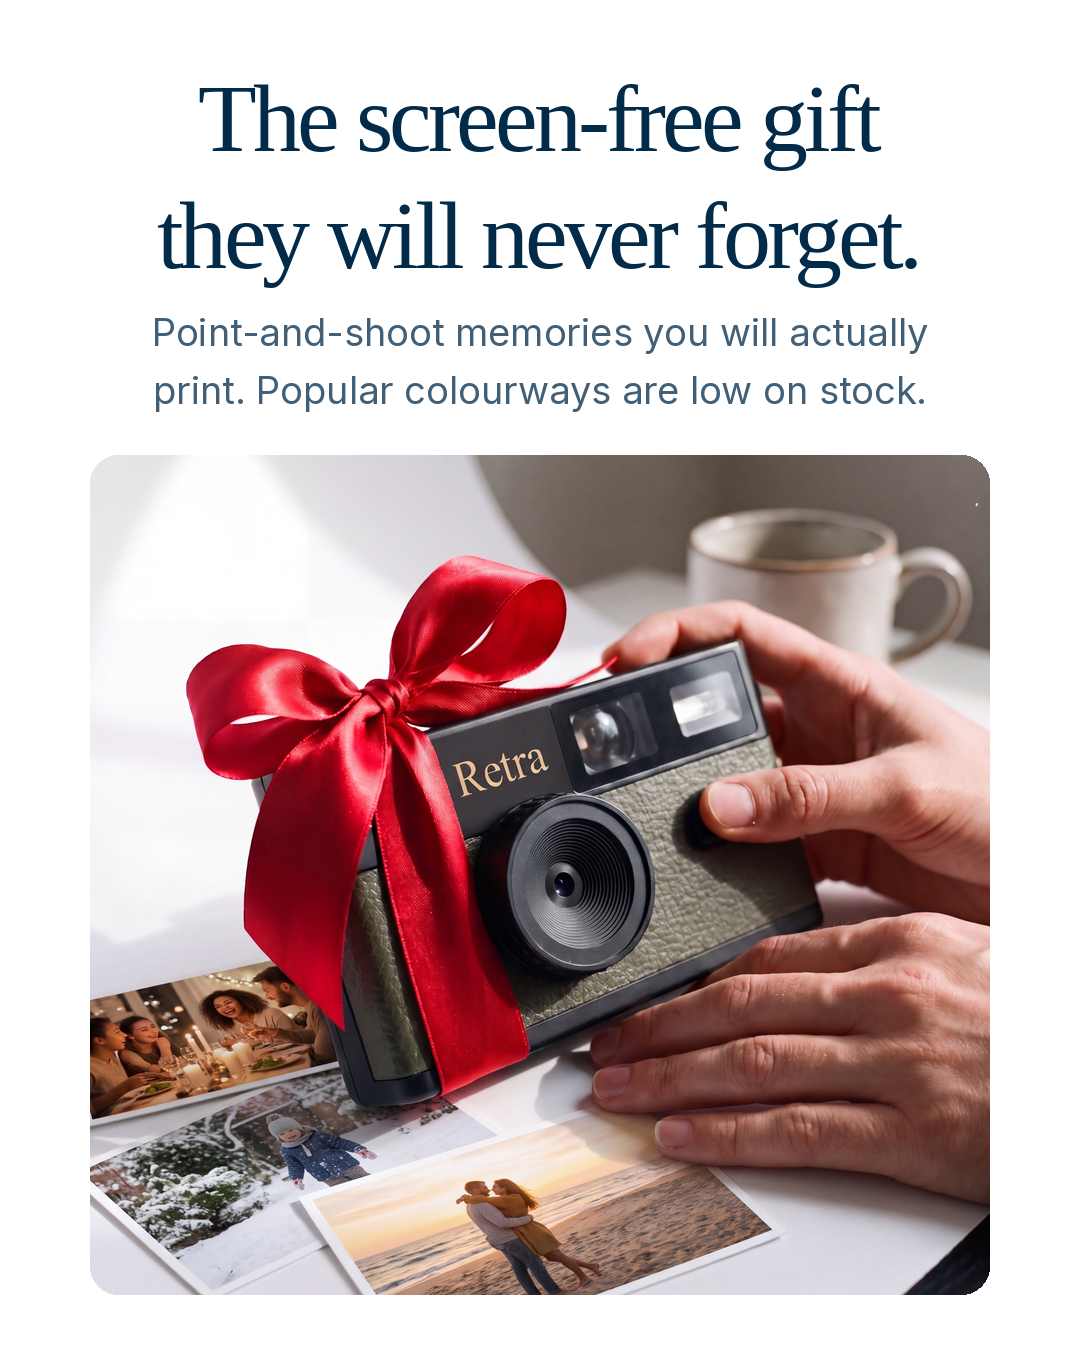 The screen-free gift
they will never forget.
Point-and-shoot memories you will actually
print. Popular colourways are low on stock.
Retra